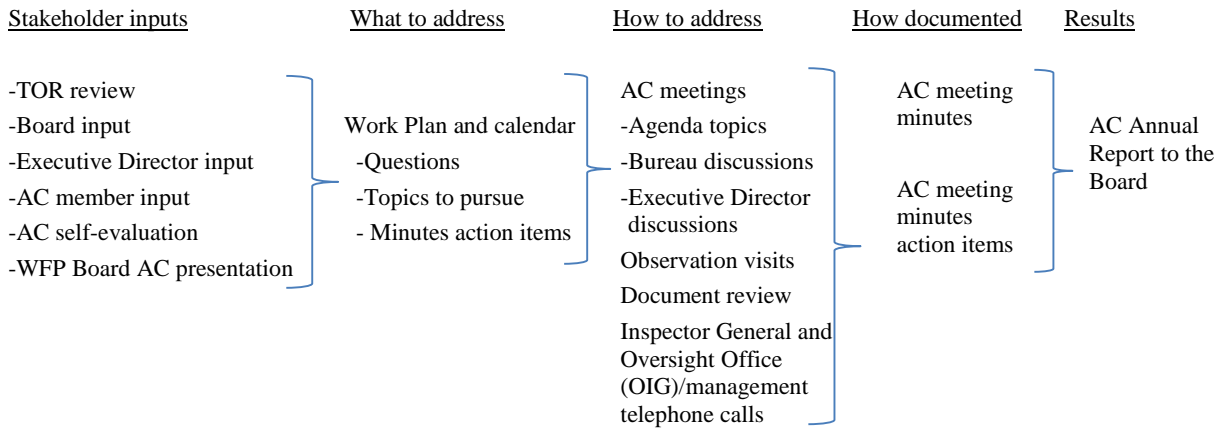 Stakeholder inputs
What to address
How to address
How documented
Results
-TOR review
-Board input
-Executive Director input
-AC member input
-AC self-evaluation
-WFP Board AC presentation
Work Plan and calendar
-Questions
-Topics to pursue
- Minutes action items
AC meetings
-Agenda topics
-Bureau discussions
-Executive Director
discussions
Observation visits
Document review
Inspector General and
Oversight Office
(OIG)/management
telephone calls
AC meeting
minutes
AC meeting
minutes
action items
AC Annual
Report to the
Board